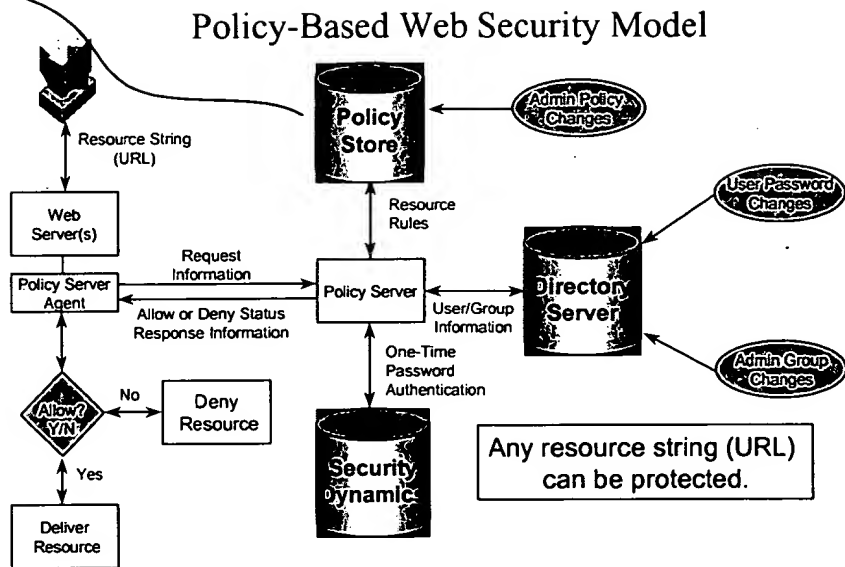 Policy-Based Web Security Model
Resource String
(URL)
Policy
Store
Admin Policy
Changes
Web
Server(s)
Resource
Rules
User Password
Changes
Request
Information
Policy Server
Agent
Policy Server
Directory
Server
Allow or Deny Status
Response Information
User/Group
Information
One-Time
Password
Authentication
Admin Group
Changes
Allow?
Y/N
No
Deny
Resource
Yes
Security
Dynamic
Any resource string (URL)
can be protected.
Deliver
Resource